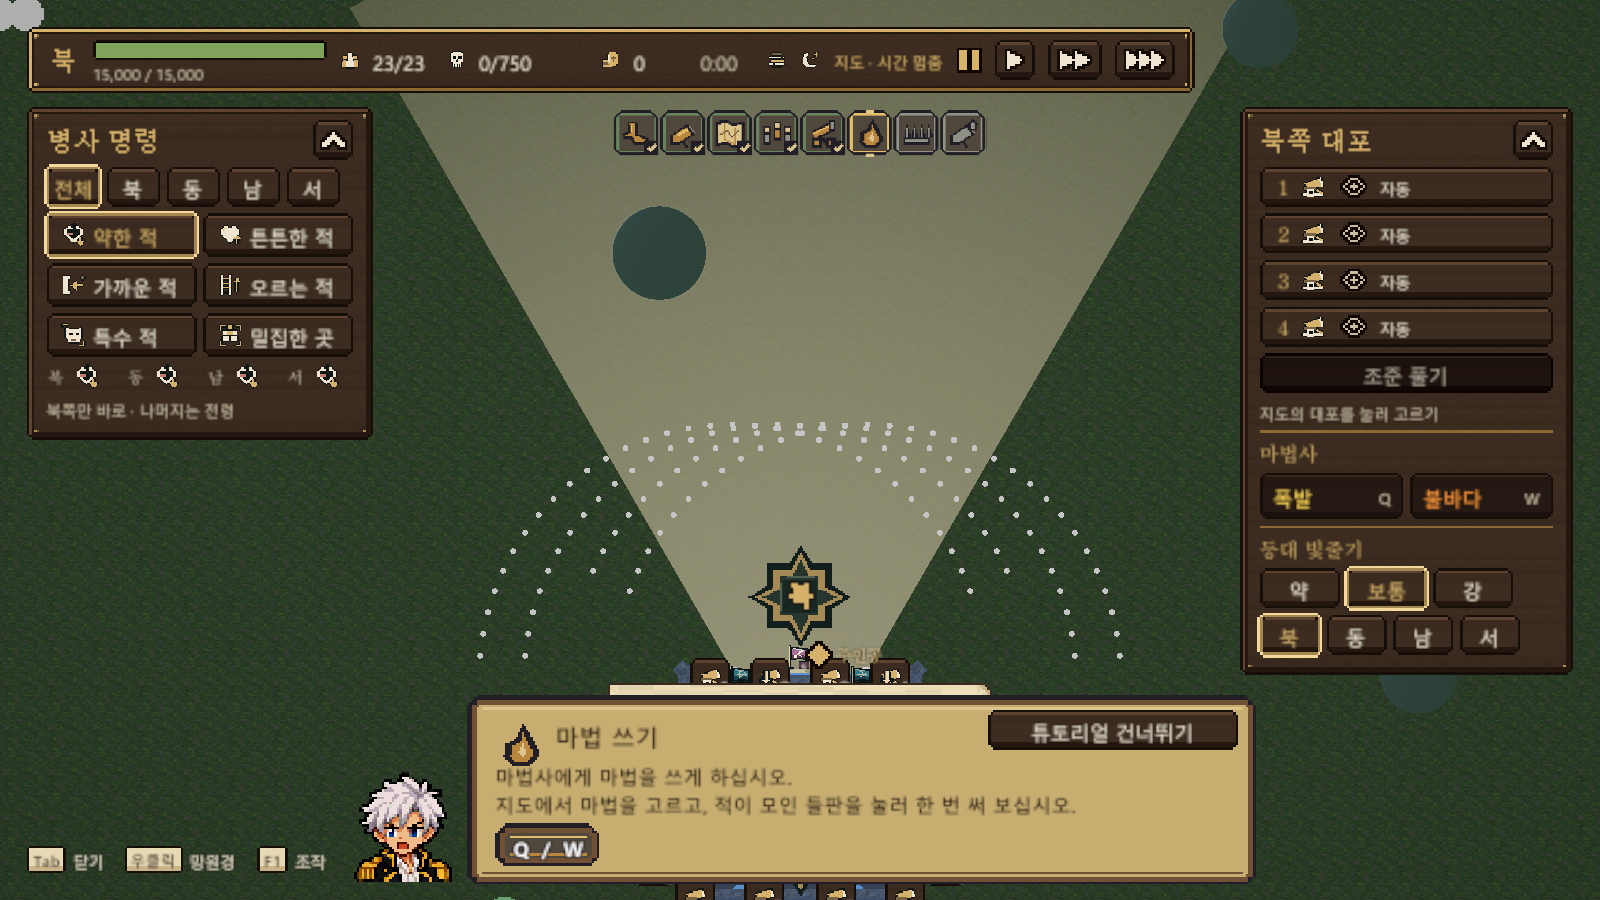 북
15,000 / 15,000
23/23
0/750
0
0:00
지도 · 시간 멈춤
병사 명령
전체 북 동 남 서
약한 적 튼튼한 적
가까운 적 오르는 적
특수 적 밀집한 곳
북 동 남 서
북쪽만 바로 · 나머지는 전령
북쪽 대포
1 자동
2 자동
3 자동
4 자동
조준 풀기
지도의 대포를 눌러 고르기
마법사
폭발 Q 불바다 W
등대 빛줄기
약 보통 강
북 동 남 서
마법 쓰기
튜토리얼 건너뛰기
마법사에게 마법을 쓰게 하십시오.
지도에서 마법을 고르고, 적이 모인 들판을 눌러 한 번 써 보십시오.
Q / W
Tab 닫기 우클릭 망원경 F1 조작